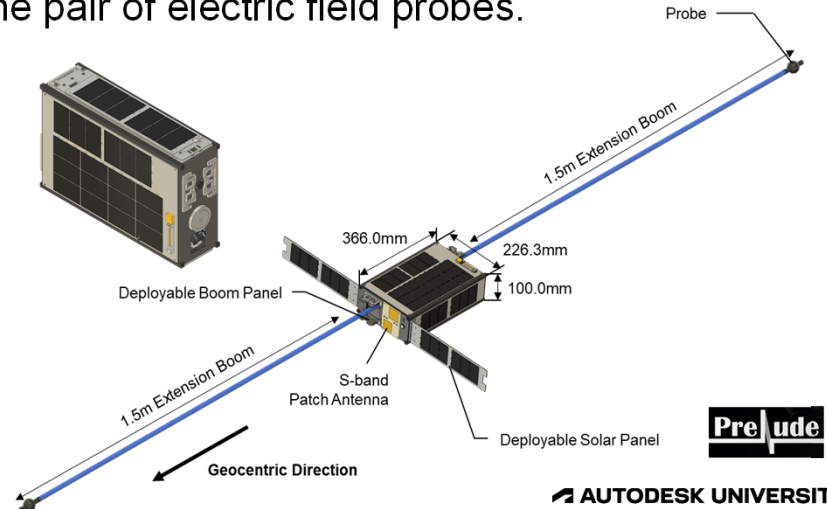 he pair of electric field probes.
Probe
1.5m Extension Boom
366.0mm
226.3mm
100.0mm
Deployable Boom Panel
1.5m Extension Boom
S-band
Patch Antenna
Deployable Solar Panel
Geocentric Direction
Prelude
AUTODESK UNIVERSIT